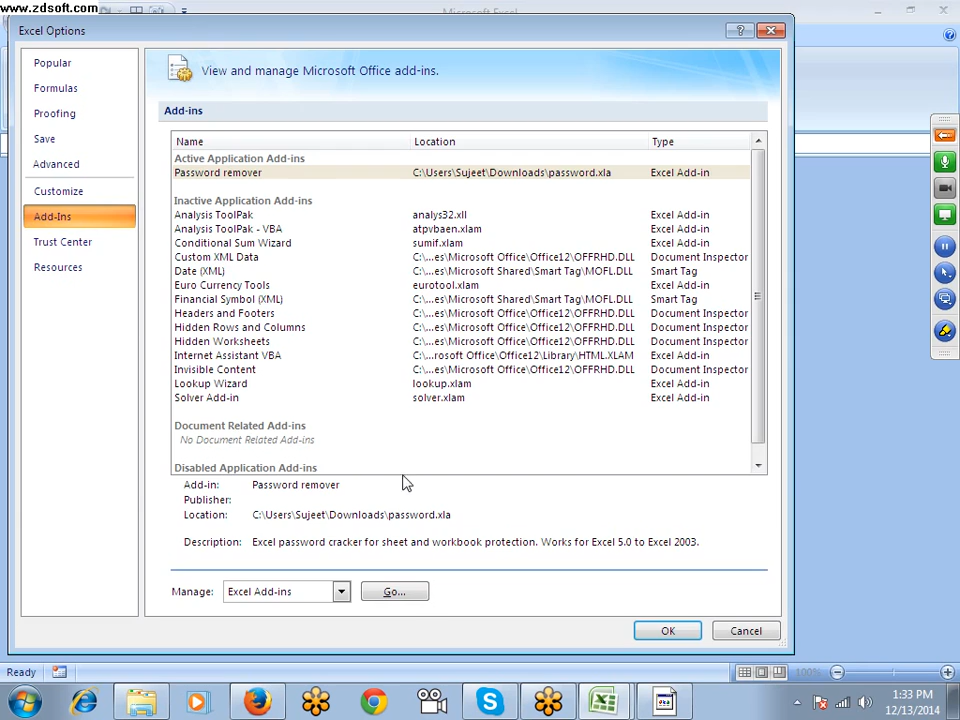 www.zdsoft.com
Microsoft Excel
Excel Options
Popular
Formulas
Proofing
Save
Advanced
Customize
Add-Ins
Trust Center
Resources
View and manage Microsoft Office add-ins.
Add-ins
Name Location Type
Active Application Add-ins
Password remover C:\Users\Sujeet\Downloads\password.xla Excel Add-in
Inactive Application Add-ins
Analysis ToolPak analys32.xll Excel Add-in
Analysis ToolPak - VBA atpvbaen.xlam Excel Add-in
Conditional Sum Wizard sumif.xlam Excel Add-in
Custom XML Data C:\...es\Microsoft Office\Office12\OFFRHD.DLL Document Inspector
Date (XML) C:\...es\Microsoft Shared\Smart Tag\MOFL.DLL Smart Tag
Euro Currency Tools eurotool.xlam Excel Add-in
Financial Symbol (XML) C:\...es\Microsoft Shared\Smart Tag\MOFL.DLL Smart Tag
Headers and Footers C:\...es\Microsoft Office\Office12\OFFRHD.DLL Document Inspector
Hidden Rows and Columns C:\...es\Microsoft Office\Office12\OFFRHD.DLL Document Inspector
Hidden Worksheets C:\...es\Microsoft Office\Office12\OFFRHD.DLL Document Inspector
Internet Assistant VBA C:\...rosoft Office\Office12\Library\HTML.XLAM Excel Add-in
Invisible Content C:\...es\Microsoft Office\Office12\OFFRHD.DLL Document Inspector
Lookup Wizard lookup.xlam Excel Add-in
Solver Add-in solver.xlam Excel Add-in
Document Related Add-ins
No Document Related Add-ins
Disabled Application Add-ins
Add-in: Password remover
Publisher:
Location: C:\Users\Sujeet\Downloads\password.xla
Description: Excel password cracker for sheet and workbook protection. Works for Excel 5.0 to Excel 2003.
Manage: Excel Add-ins Go...
OK Cancel
Ready 100%
1:33 PM
12/13/2014